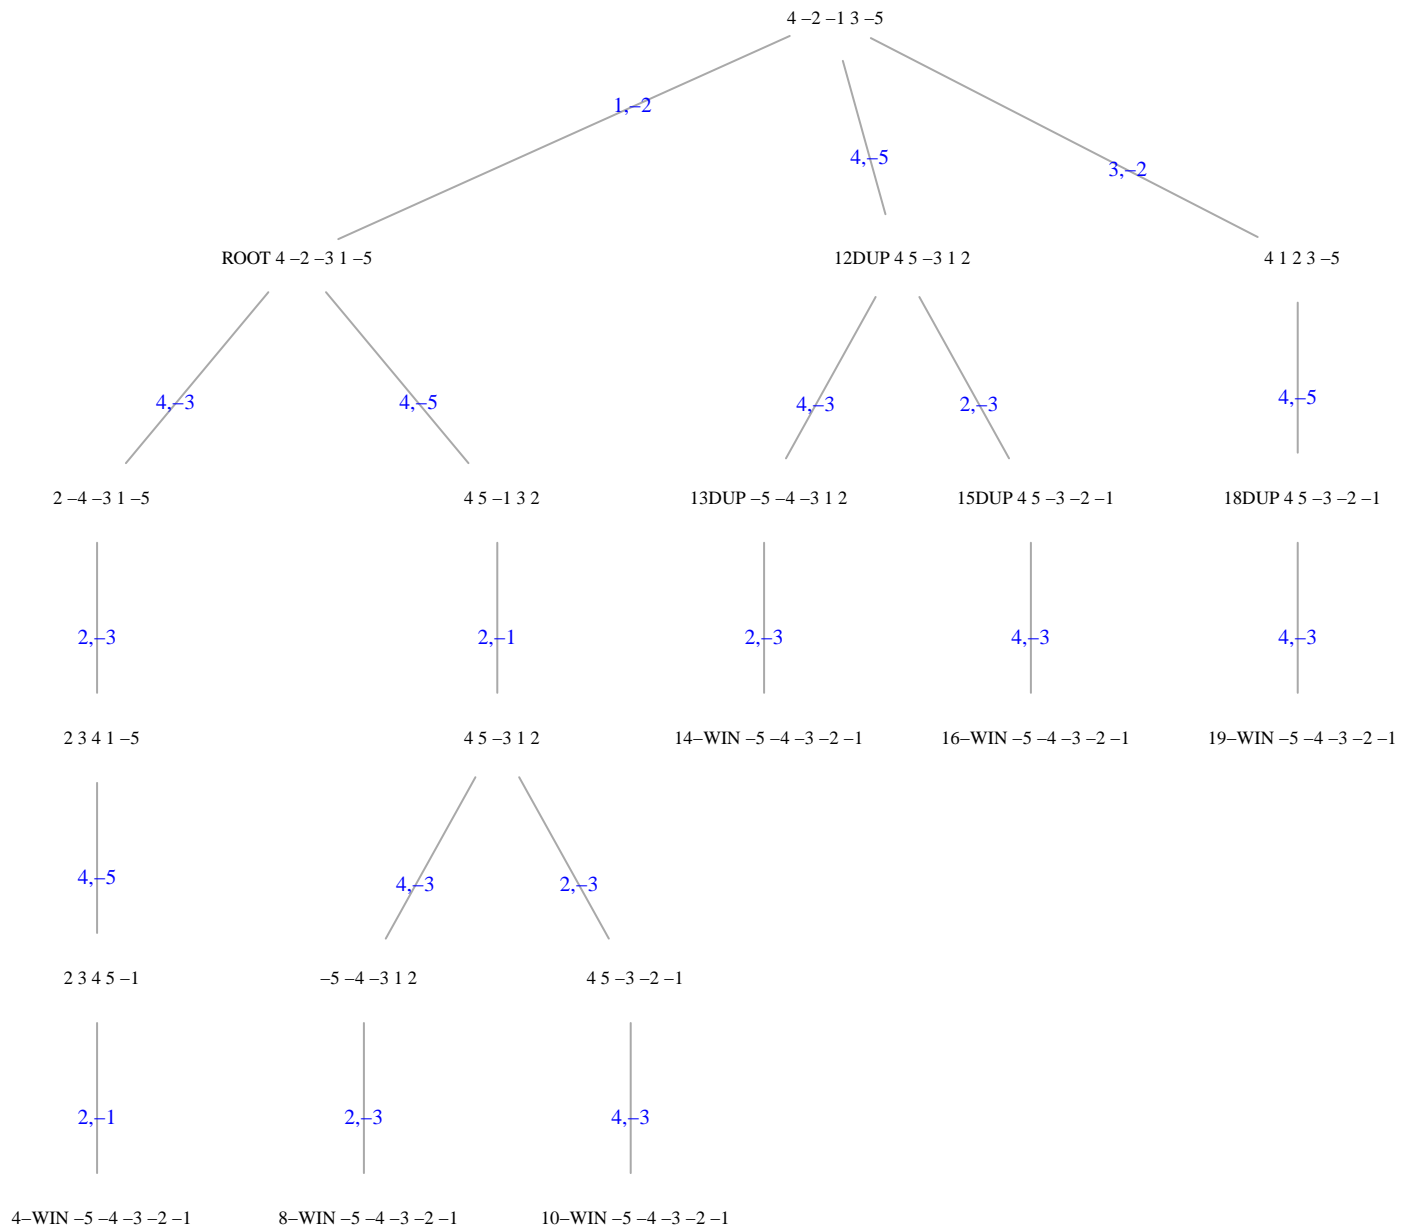 4 –2 –1 3 –5
1,–2
4,–5
3,–2
ROOT 4 –2 –3 1 –5
12DUP 4 5 –3 1 2
4 1 2 3 –5
4,–3
4,–5
4,–3
2,–3
4,–5
2 –4 –3 1 –5
4 5 –1 3 2
13DUP –5 –4 –3 1 2
15DUP 4 5 –3 –2 –1
18DUP 4 5 –3 –2 –1
2,–3
2,–1
2,–3
4,–3
4,–3
2 3 4 1 –5
4 5 –3 1 2
14–WIN –5 –4 –3 –2 –1
16–WIN –5 –4 –3 –2 –1
19–WIN –5 –4 –3 –2 –1
4,–5
4,–3
2,–3
2 3 4 5 –1
–5 –4 –3 1 2
4 5 –3 –2 –1
2,–1
2,–3
4,–3
4–WIN –5 –4 –3 –2 –1
8–WIN –5 –4 –3 –2 –1
10–WIN –5 –4 –3 –2 –1